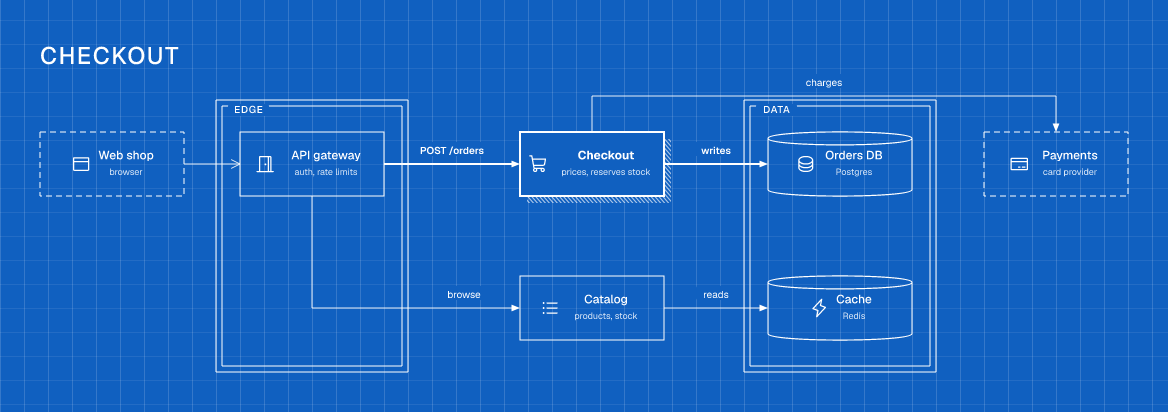 CHECKOUT
charges
EDGE
DATA
Web shop
browser
API gateway
auth, rate limits
POST /orders
Checkout
prices, reserves stock
writes
Orders DB
Postgres
Payments
card provider
browse
Catalog
products, stock
reads
Cache
Redis